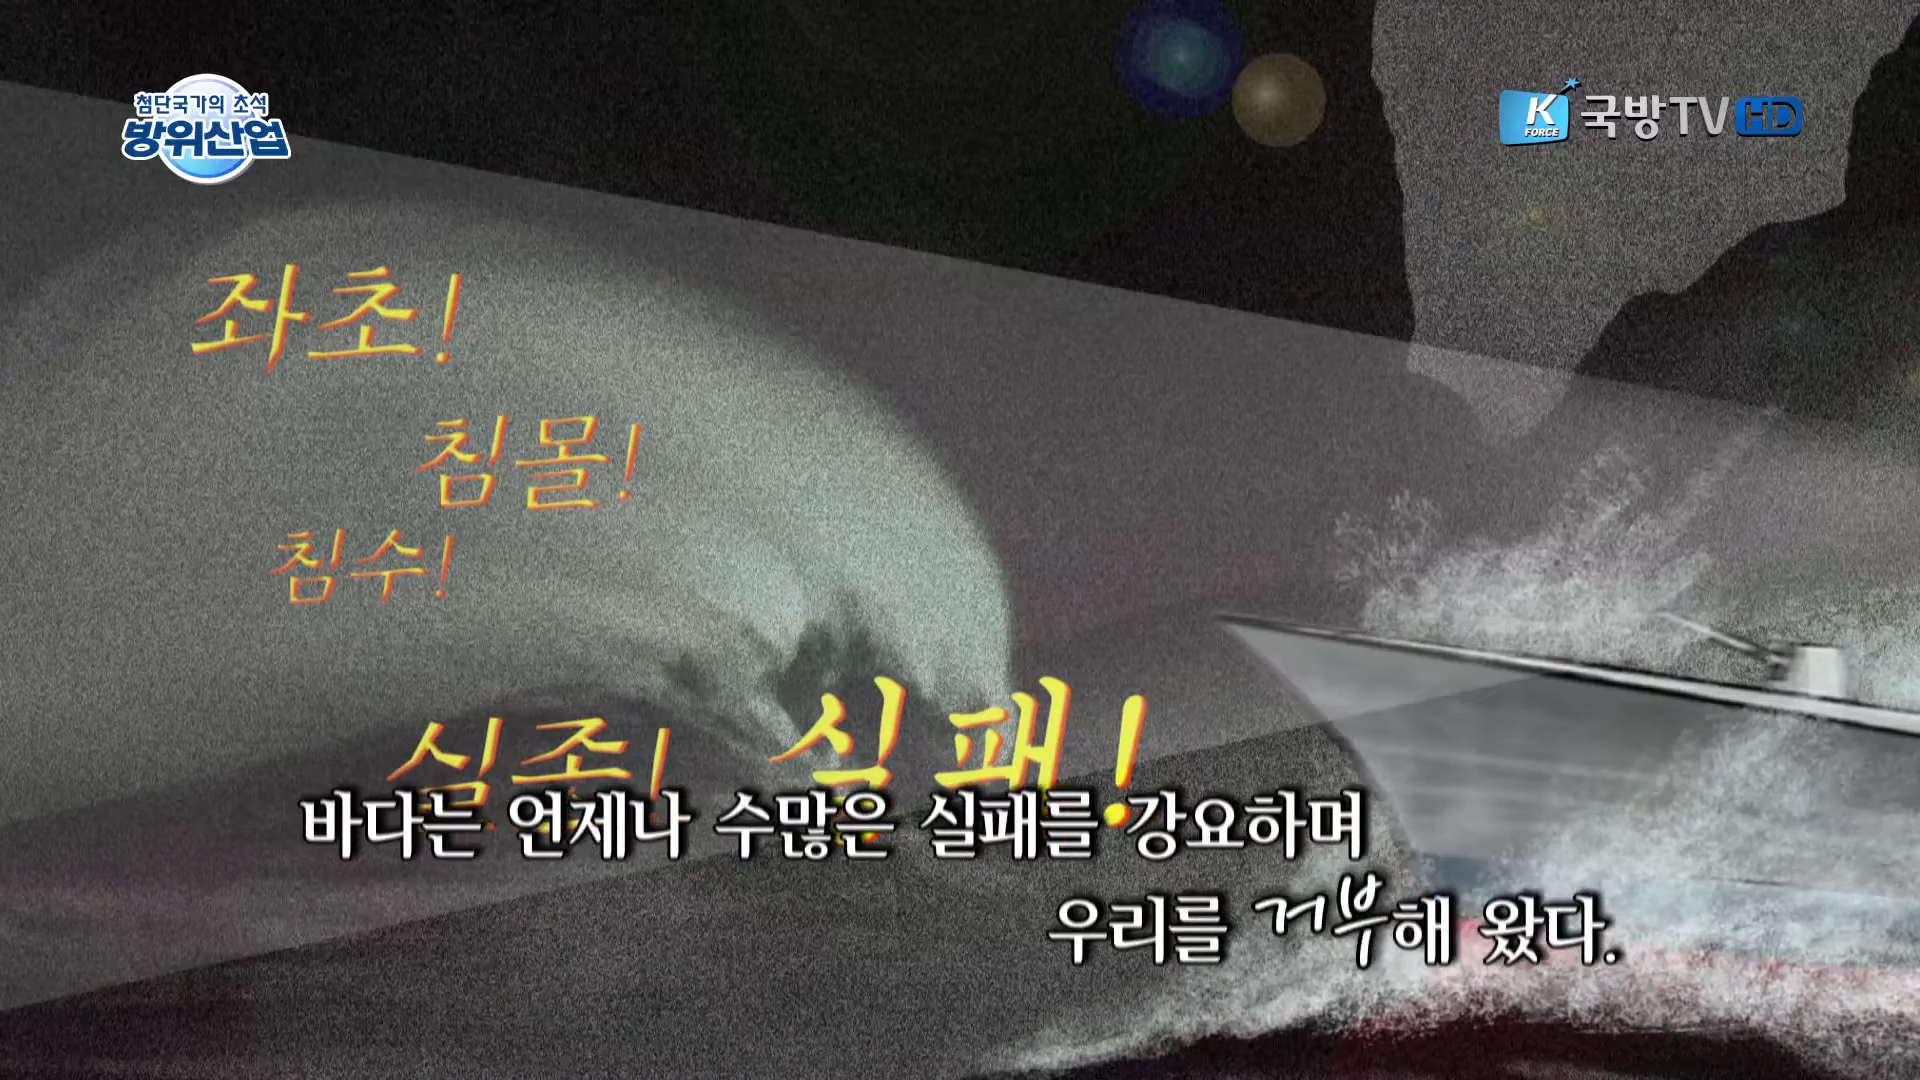 첨단국가의 초석
방위산업
K
FORCE
국방TV HD
좌초!
침몰!
침수!
실종!
실패!
바다는 언제나 수많은 실패를 강요하며
우리를 거부해 왔다.